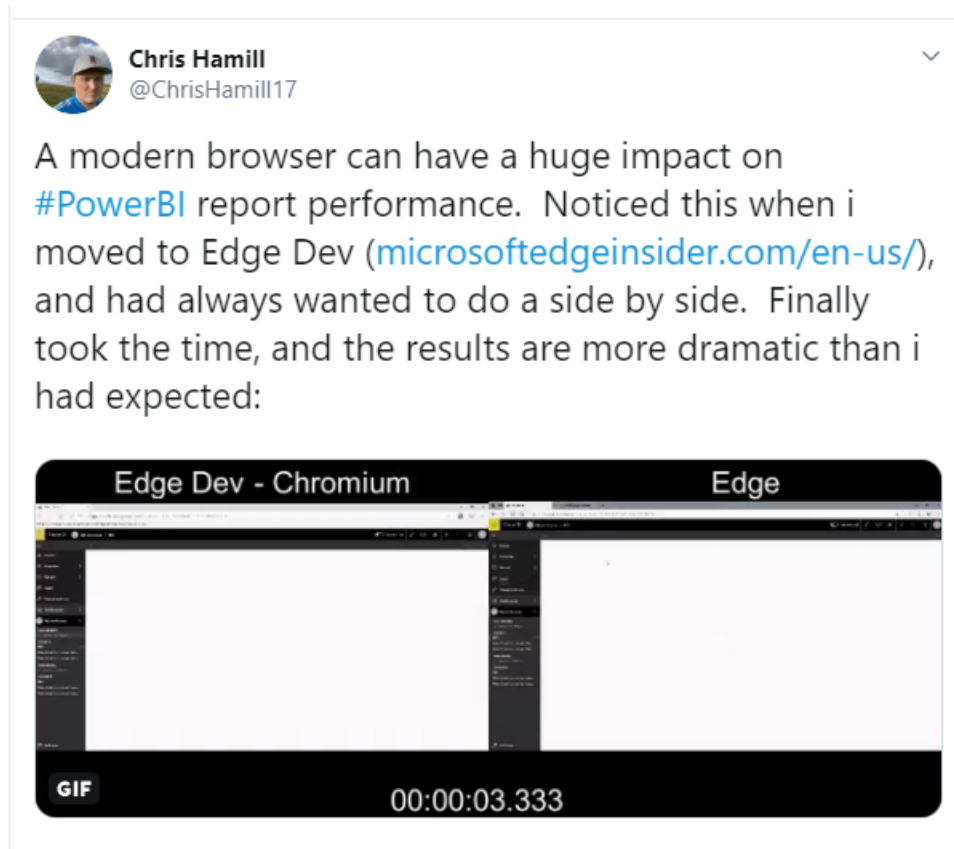 Chris Hamill
@ChrisHamill17
A modern browser can have a huge impact on
#PowerBI report performance.  Noticed this when i
moved to Edge Dev (microsoftedgeinsider.com/en-us/),
and had always wanted to do a side by side.  Finally
took the time, and the results are more dramatic than i
had expected:
Edge Dev - Chromium
Edge
GIF
00:00:03.333